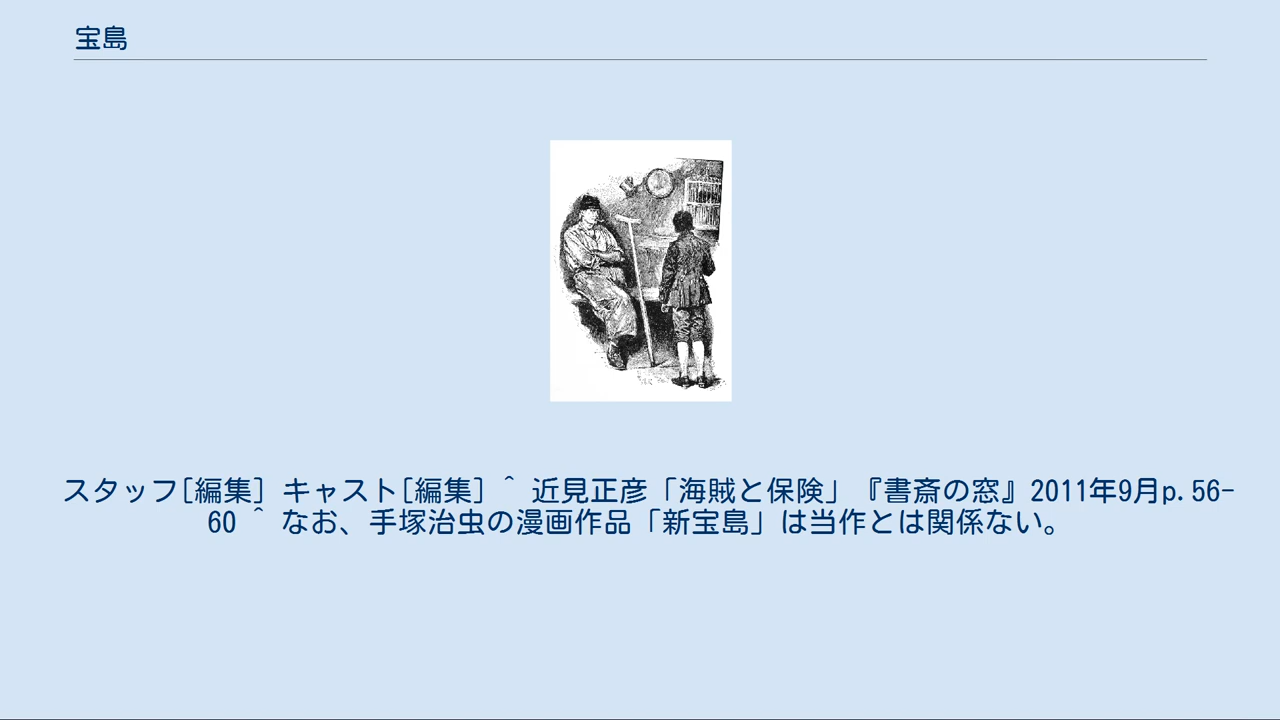 宝島
スタッフ[編集] キャスト[編集] ^ 近見正彦「海賊と保険」『書斎の窓』2011年9月p.56-
60 ^ なお、手塚治虫の漫画作品「新宝島」は当作とは関係ない。